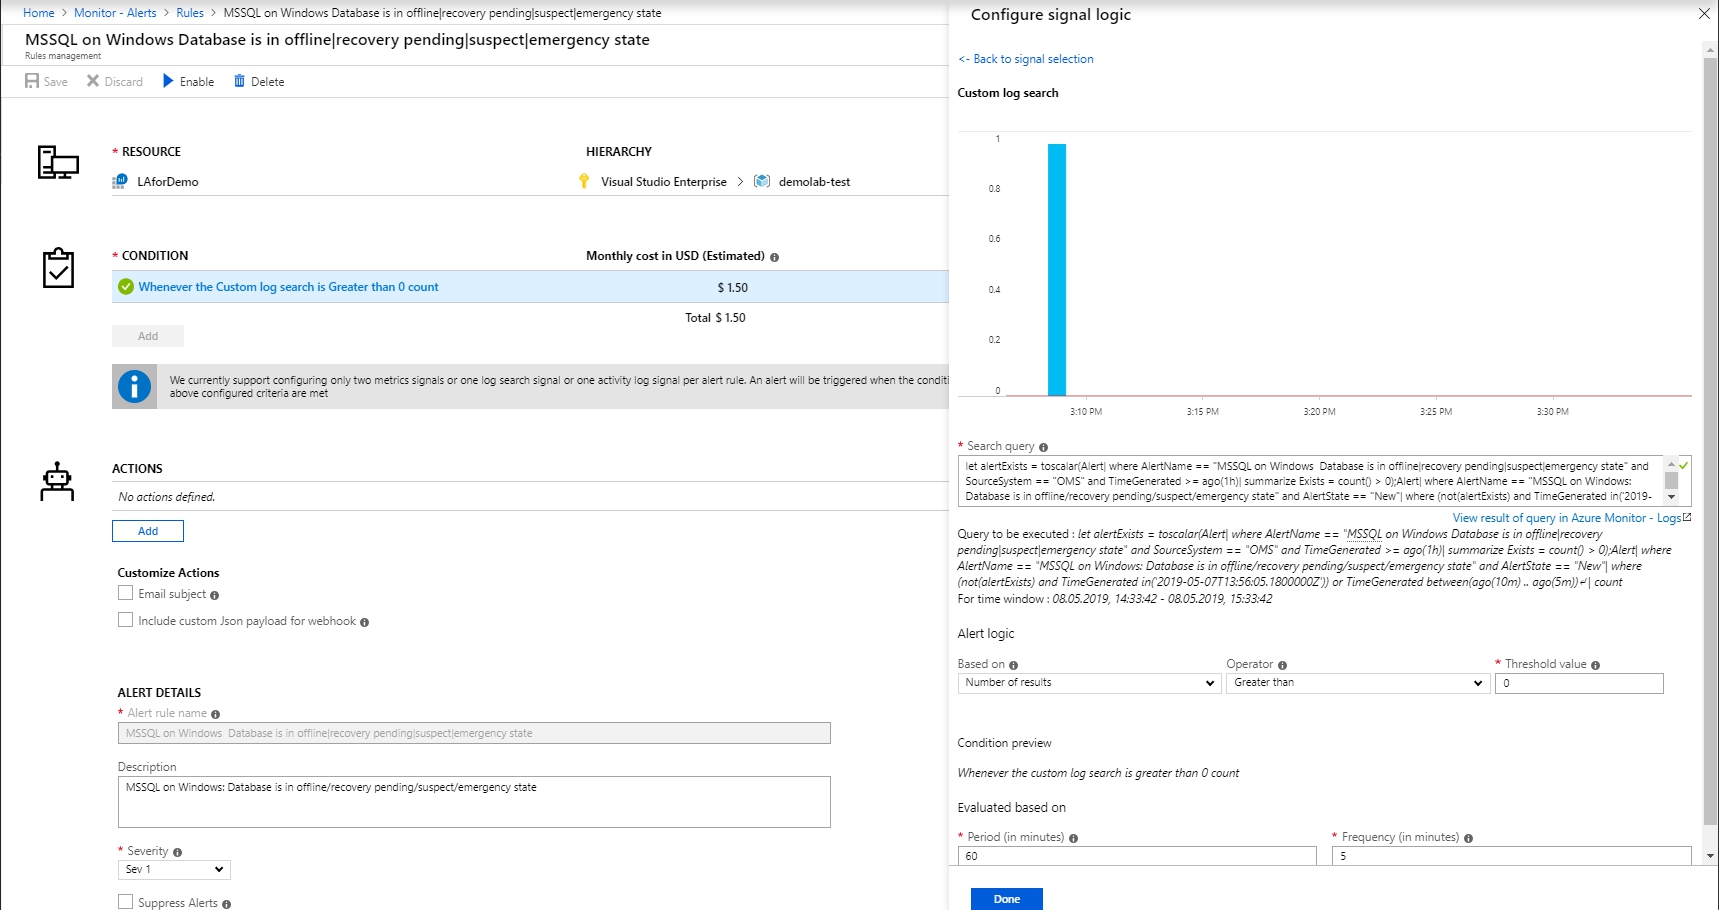 Home > Monitor - Alerts > Rules > MSSQL on Windows Database is in offline|recovery pending|suspect|emergency state
MSSQL on Windows Database is in offline|recovery pending|suspect|emergency state
Rules management
Save Discard Enable Delete
* RESOURCE HIERARCHY
LAforDemo Visual Studio Enterprise > demolab-test
* CONDITION Monthly cost in USD (Estimated)
Whenever the Custom log search is Greater than 0 count $ 1.50
Total $ 1.50
Add
We currently support configuring only two metrics signals or one log search signal or one activity log signal per alert rule. An alert will be triggered when the conditi
above configured criteria are met
ACTIONS
No actions defined.
Add
Customize Actions
Email subject
Include custom Json payload for webhook
ALERT DETAILS
* Alert rule name
MSSQL on Windows  Database is in offline|recovery pending|suspect|emergency state
Description
MSSQL on Windows: Database is in offline/recovery pending/suspect/emergency state
* Severity
Sev 1
Suppress Alerts
Configure signal logic
<- Back to signal selection
Custom log search
1
0.8
0.6
0.4
0.2
0
3:10 PM 3:15 PM 3:20 PM 3:25 PM 3:30 PM
* Search query
let alertExists = toscalar(Alert| where AlertName == "MSSQL on Windows  Database is in offline|recovery pending|suspect|emergency state" and
SourceSystem == "OMS" and TimeGenerated >= ago(1h)| summarize Exists = count() > 0);Alert| where AlertName == "MSSQL on Windows:
Database is in offline/recovery pending/suspect/emergency state" and AlertState == "New"| where (not(alertExists) and TimeGenerated in('2019-
View result of query in Azure Monitor - Logs
Query to be executed : let alertExists = toscalar(Alert| where AlertName == "MSSQL on Windows Database is in offline|recovery
pending|suspect|emergency state" and SourceSystem == "OMS" and TimeGenerated >= ago(1h)| summarize Exists = count() > 0);Alert| where
AlertName == "MSSQL on Windows: Database is in offline/recovery pending/suspect/emergency state" and AlertState == "New"| where
(not(alertExists) and TimeGenerated in('2019-05-07T13:56:05.1800000Z')) or TimeGenerated between(ago(10m) .. ago(5m))↵| count
For time window : 08.05.2019, 14:33:42 - 08.05.2019, 15:33:42
Alert logic
Based on Operator * Threshold value
Number of results Greater than 0
Condition preview
Whenever the custom log search is greater than 0 count
Evaluated based on
* Period (in minutes) * Frequency (in minutes)
60 5
Done